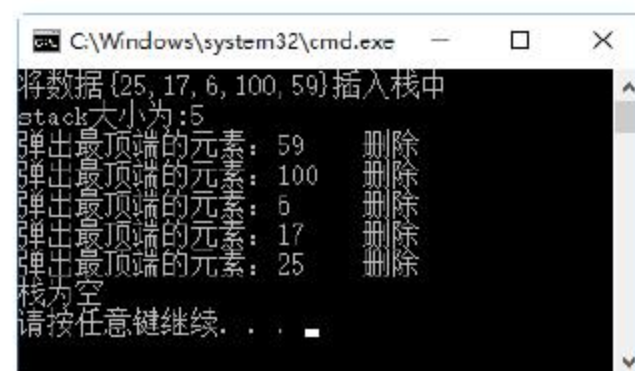 C:\Windows\system32\cmd.exe
将数据{25,17,6,100,59}插入栈中
stack大小为:5
弹出最顶端的元素: 59 删除
弹出最顶端的元素: 100 删除
弹出最顶端的元素: 6 删除
弹出最顶端的元素: 17 删除
弹出最顶端的元素: 25 删除
栈为空
请按任意键继续. . .